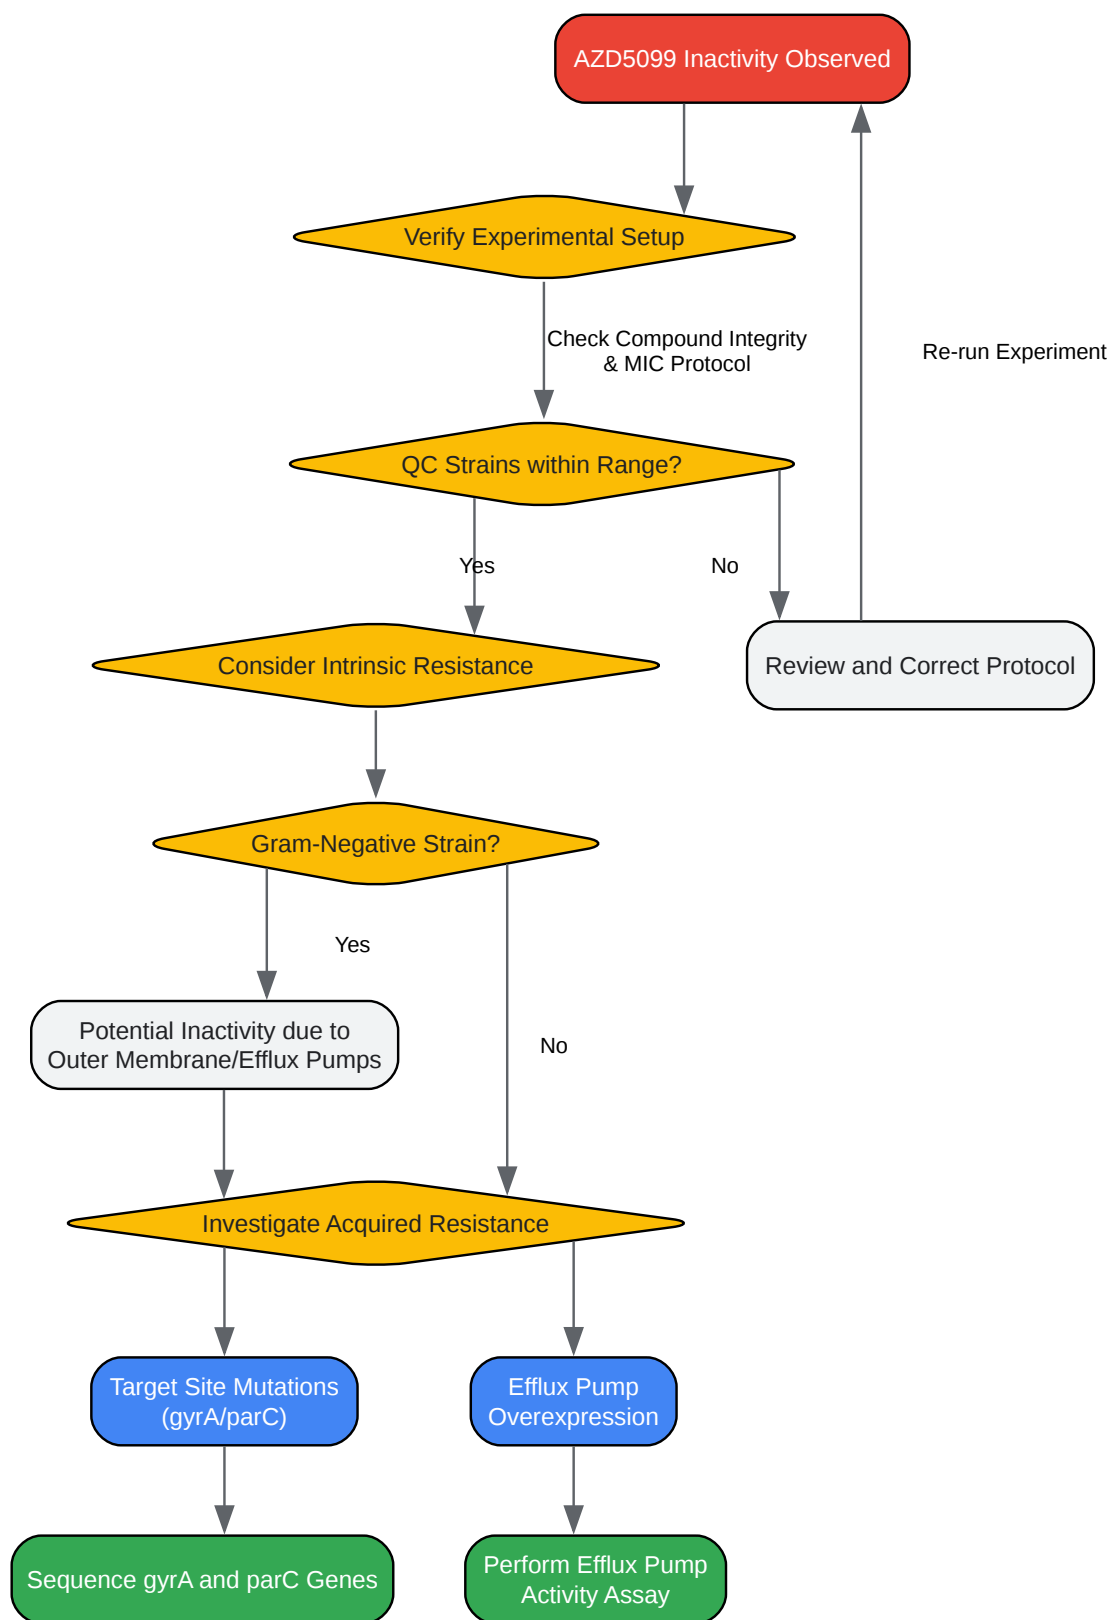 AZD5099 Inactivity Observed
Verify Experimental Setup
Check Compound Integrity
& MIC Protocol
Re-run Experiment
QC Strains within Range?
Yes
No
Consider Intrinsic Resistance
Review and Correct Protocol
Gram-Negative Strain?
Yes
Potential Inactivity due to
Outer Membrane/Efflux Pumps
No
Investigate Acquired Resistance
Target Site Mutations
(gyrA/parC)
Efflux Pump
Overexpression
Sequence gyrA and parC Genes
Perform Efflux Pump
Activity Assay